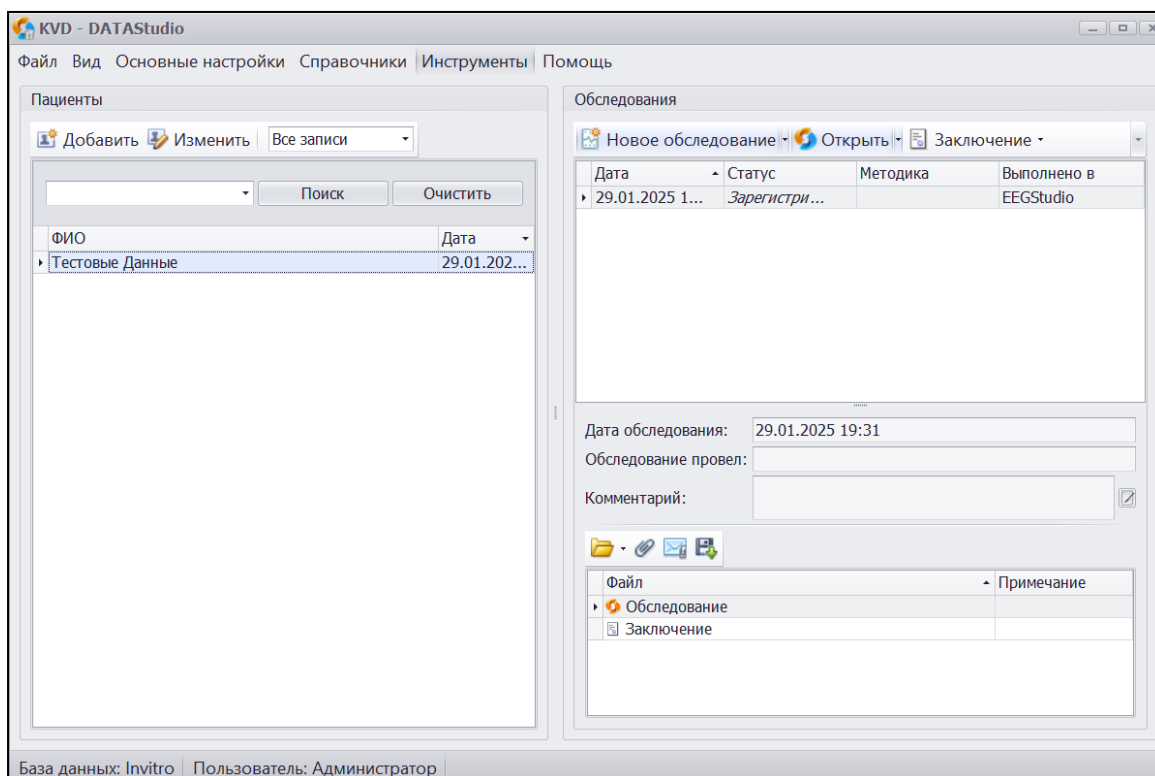 KVD - DATAStudio
Файл Вид Основные настройки Справочники Инструменты Помощь
Пациенты
Добавить Изменить Все записи
Поиск Очистить
ФИО Дата
Тестовые Данные 29.01.202...
Обследования
Новое обследование Открыть Заключение
Дата Статус Методика Выполнено в
29.01.2025 1... Зарегистри... EEGStudio
Дата обследования: 29.01.2025 19:31
Обследование провел:
Комментарий:
Файл Примечание
Обследование
Заключение
База данных: Invitro Пользователь: Администратор